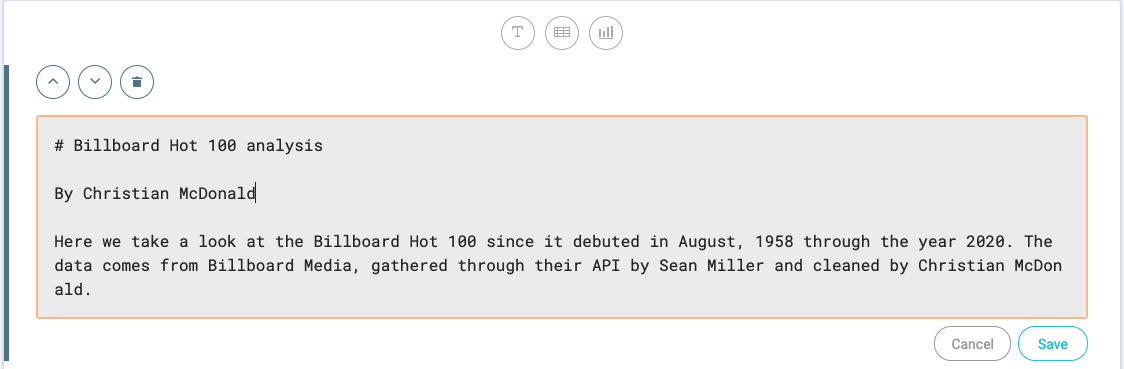 T
# Billboard Hot 100 analysis
By Christian McDonald
Here we take a look at the Billboard Hot 100 since it debuted in August, 1958 through the year 2020. The
data comes from Billboard Media, gathered through their API by Sean Miller and cleaned by Christian McDon
ald.
Cancel
Save